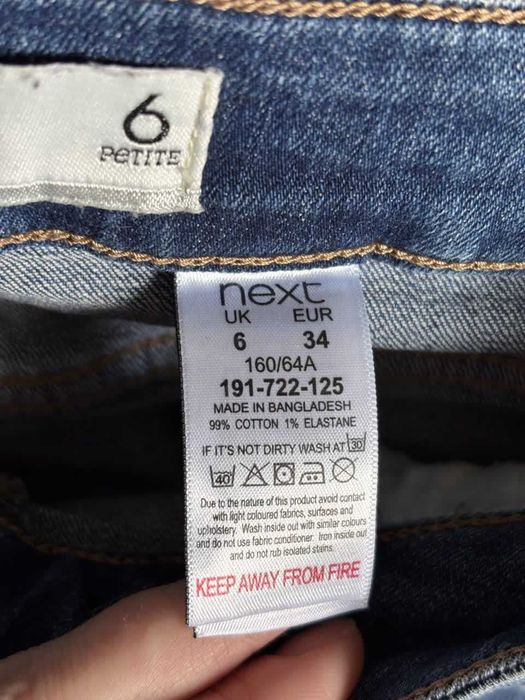 6
PETITE
next
UK EUR
6 34
160/64A
191-722-125
MADE IN BANGLADESH
99% COTTON 1% ELASTANE
IF IT'S NOT DIRTY WASH AT 30
40
Due to the nature of this product avoid contact
with light coloured fabrics, surfaces and
upholstery. Wash inside out with similar colours
and do not use fabric conditioner. Iron inside out
and do not rub isolated stains.
KEEP AWAY FROM FIRE